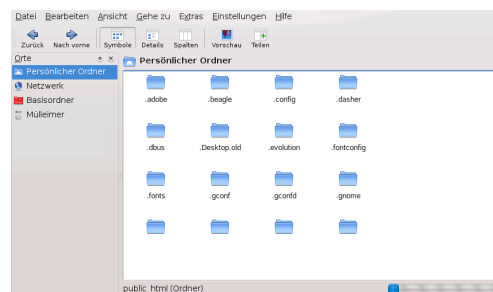 Datei Bearbeiten Ansicht Gehe zu Extras Einstellungen Hilfe
Zurück Nach vorne Symbole Details Spalten Vorschau Teilen
Orte
Persönlicher Ordner
Netzwerk
Basisordner
Mülleimer
Persönlicher Ordner
.adobe .beagle .config .dasher
.dbus .Desktop.old .evolution .fontconfig
.fonts .gconf .gconfd .gnome
public_html (Ordner)